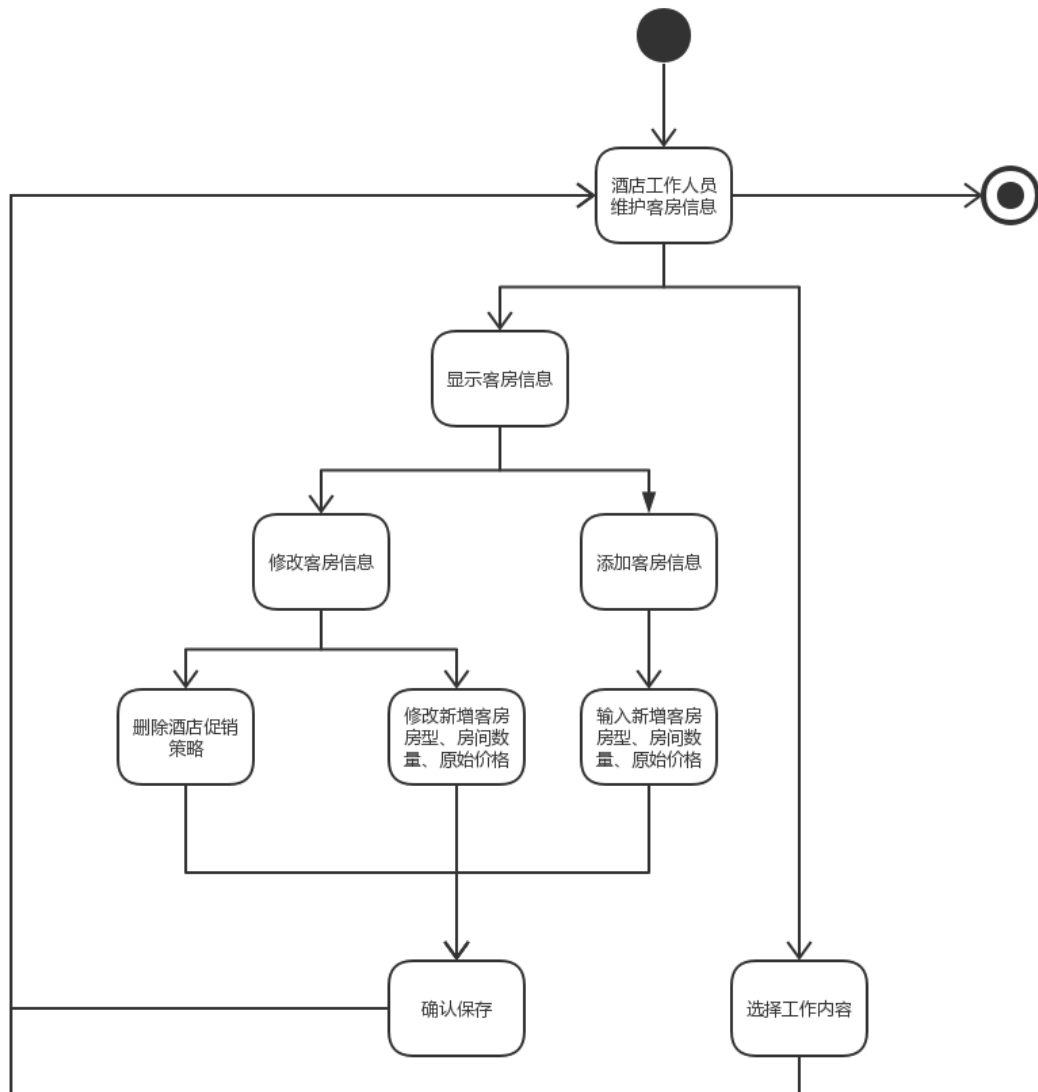 酒店工作人员
维护客房信息
显示客房信息
修改客房信息
添加客房信息
删除酒店促销
策略
修改新增客房
房型、房间数
量、原始价格
输入新增客房
房型、房间数
量、原始价格
确认保存
选择工作内容